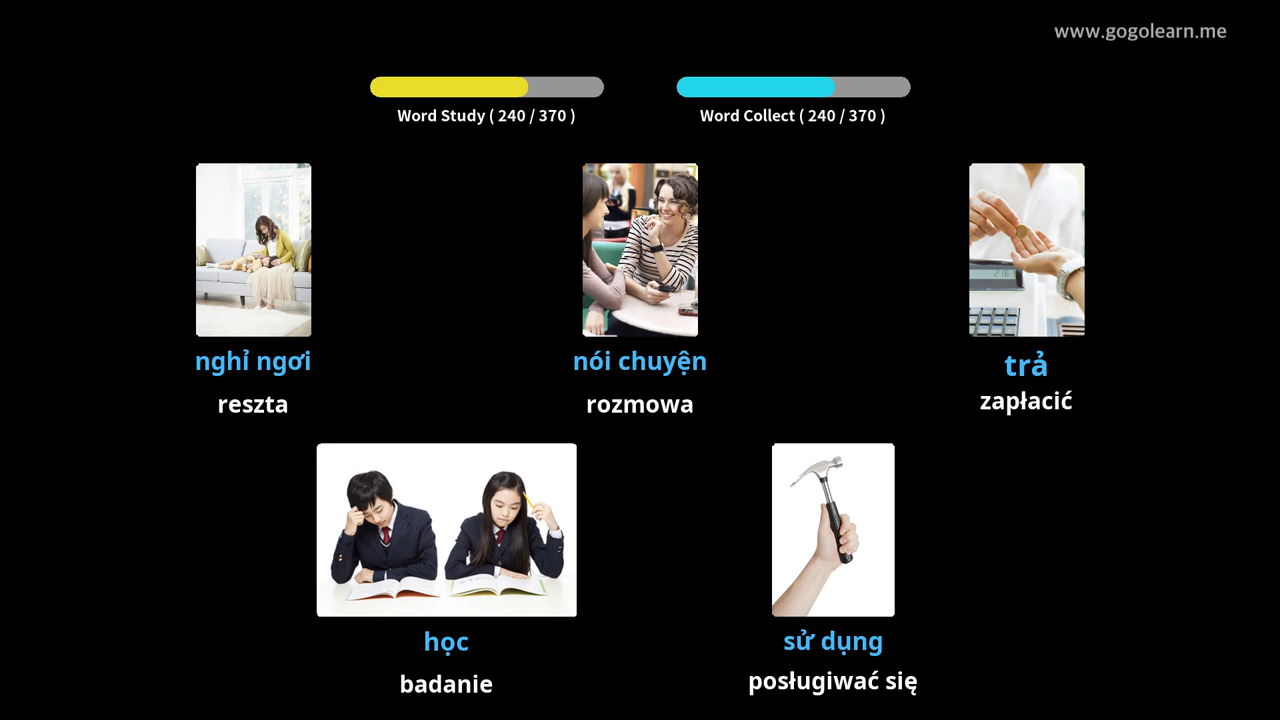 www.gogolearn.me
Word Study ( 240 / 370 )
Word Collect ( 240 / 370 )
nghỉ ngơi
nói chuyện
trả
reszta
rozmowa
zapłacić
học
sử dụng
badanie
posługiwać się